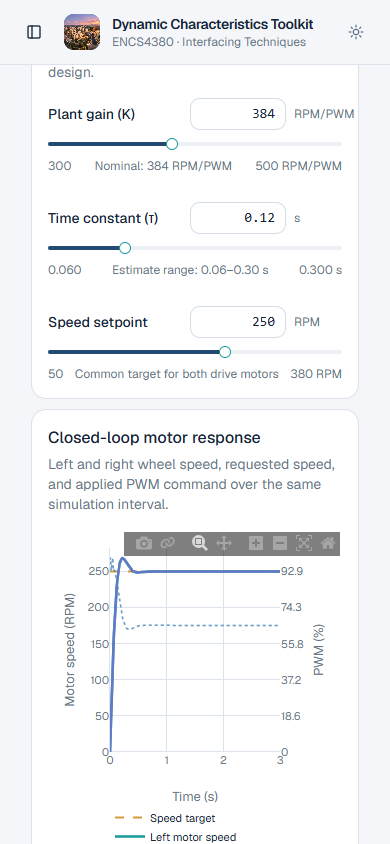 Dynamic Characteristics Toolkit
ENCS4380 · Interfacing Techniques
design.
Plant gain (K)
384
RPM/PWM
300
Nominal: 384 RPM/PWM
500 RPM/PWM
Time constant (τ)
0.12
s
0.060
Estimate range: 0.06–0.30 s
0.300 s
Speed setpoint
250
RPM
50
Common target for both drive motors
380 RPM
Closed-loop motor response
Left and right wheel speed, requested speed,
and applied PWM command over the same
simulation interval.
Motor speed (RPM)
250
200
150
100
50
0
92.9
74.3
55.8
37.2
18.6
0
PWM (%)
0
1
2
3
Time (s)
Speed target
Left motor speed